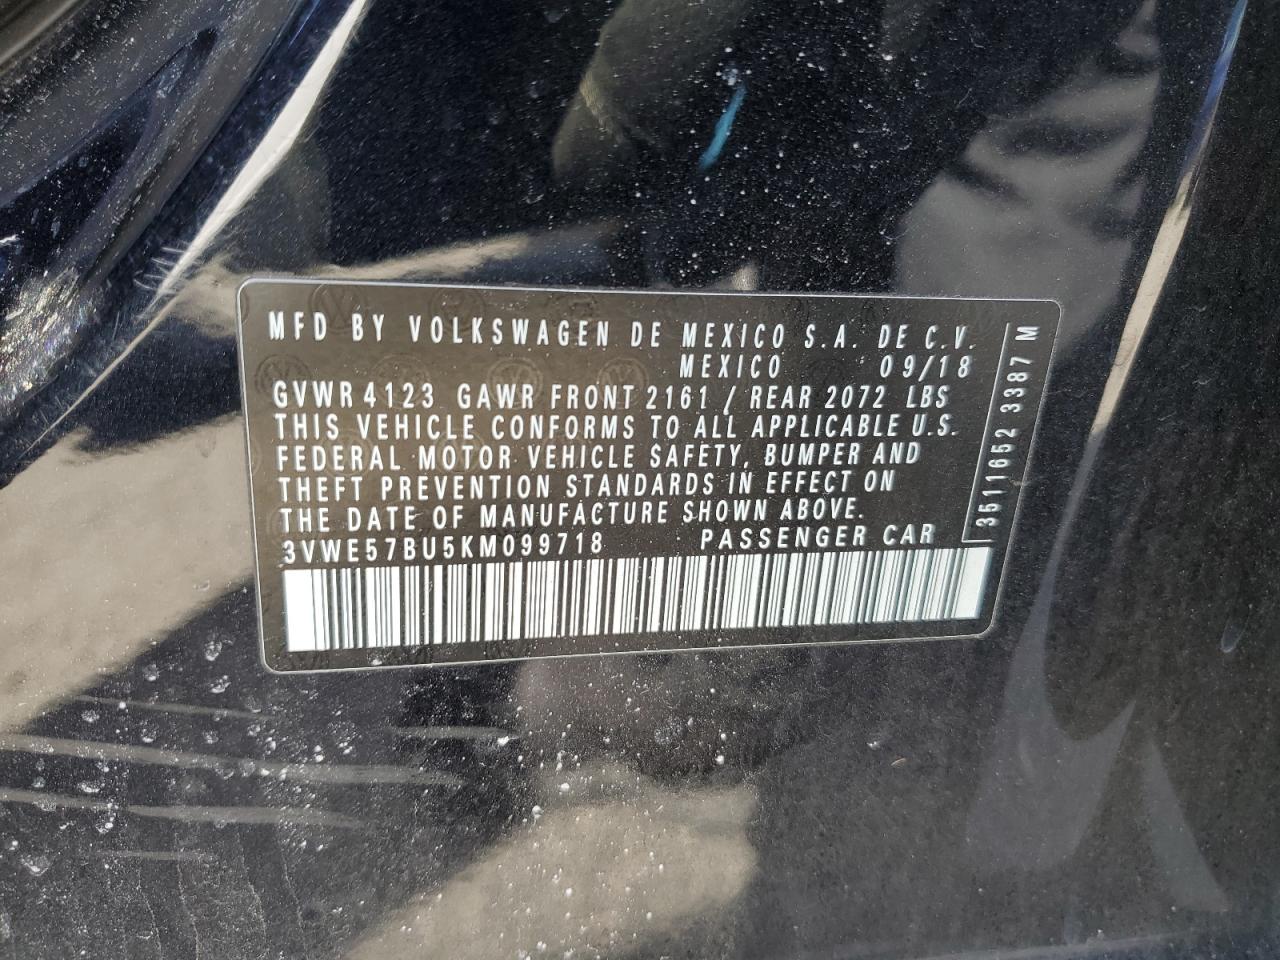 MFD BY VOLKSWAGEN DE MEXICO S.A. DE C.V.
MEXICO 09/18
GVWR 4123 GAWR FRONT 2161 / REAR 2072 LBS
THIS VEHICLE CONFORMS TO ALL APPLICABLE U.S.
FEDERAL MOTOR VEHICLE SAFETY, BUMPER AND
THEFT PREVENTION STANDARDS IN EFFECT ON
THE DATE OF MANUFACTURE SHOWN ABOVE.
3VWE57BU5KM099718 PASSENGER CAR
3511652 3387 M